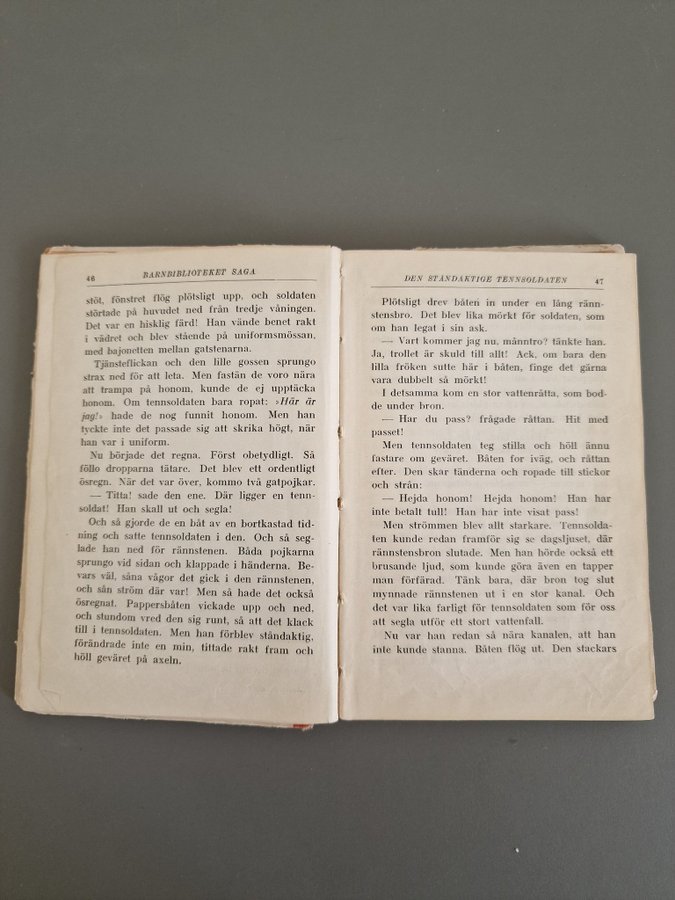 46
BARNBIBLIOTEKET SAGA
stöt, fönstret flög plötsligt upp, och soldaten
störtade på huvudet ned från tredje våningen.
Det var en hisklig färd! Han vände benet rakt
i vädret och blev stående på uniformsmössan,
med bajonetten mellan gatstenarna.
Tjänsteflickan och den lille gossen sprungo
strax ned för att leta. Men fastän de voro nära
att trampa på honom, kunde de ej upptäcka
honom. Om tennsoldaten bara ropat: »Här är
jag!» hade de nog funnit honom. Men han
tyckte inte det passade sig att skrika högt, när
han var i uniform.
Nu började det regna. Först obetydligt. Så
föllo dropparna tätare. Det blev ett ordentligt
ösregn. När det var över, kommo två gatpojkar.
— Titta! sade den ene. Där ligger en tenn-
soldat! Han skall ut och segla!
Och så gjorde de en båt av en bortkastad tid-
ning och satte tennsoldaten i den. Och så seg-
lade han ned för rännstenen. Båda pojkarna
sprungo vid sidan och klappade i händerna. Be-
vars väl, såna vågor det gick i den rännstenen,
och sån ström där var! Men så hade det också
ösregnat. Pappersbåten vickade upp och ned,
och stundom vred den sig runt, så att det klack
till i tennsoldaten. Men han förblev ståndaktig,
förändrade inte en min, tittade rakt fram och
höll geväret på axeln.
DEN STÅNDAKTIGE TENNSOLDATEN
47
Plötsligt drev båten in under en lång ränn-
stensbro. Det blev lika mörkt för soldaten, som
om han legat i sin ask.
— Vart kommer jag nu, månntro? tänkte han.
Ja, trollet är skuld till allt! Ack, om bara den
lilla fröken sutte här i båten, finge det gärna
vara dubbelt så mörkt!
I detsamma kom en stor vattenråtta, som bod-
de under bron.
— Har du pass? frågade råttan. Hit med
passet!
Men tennsoldaten teg stilla och höll ännu
fastare om geväret. Båten for iväg, och råttan
efter. Den skar tänderna och ropade till stickor
och strån:
— Hejda honom! Hejda honom! Han har
inte betalt tull! Han har inte visat pass!
Men strömmen blev allt starkare. Tennsolda-
ten kunde redan framför sig se dagsljuset, där
rännstensbron slutade. Men han hörde också ett
brusande ljud, som kunde göra även en tapper
man förfärad. Tänk bara, där bron tog slut
mynnade rännstenen ut i en stor kanal. Och
det var lika farligt för tennsoldaten som för oss
att segla utför ett stort vattenfall.
Nu var han redan så nära kanalen, att han
inte kunde stanna. Båten flög ut. Den stackars